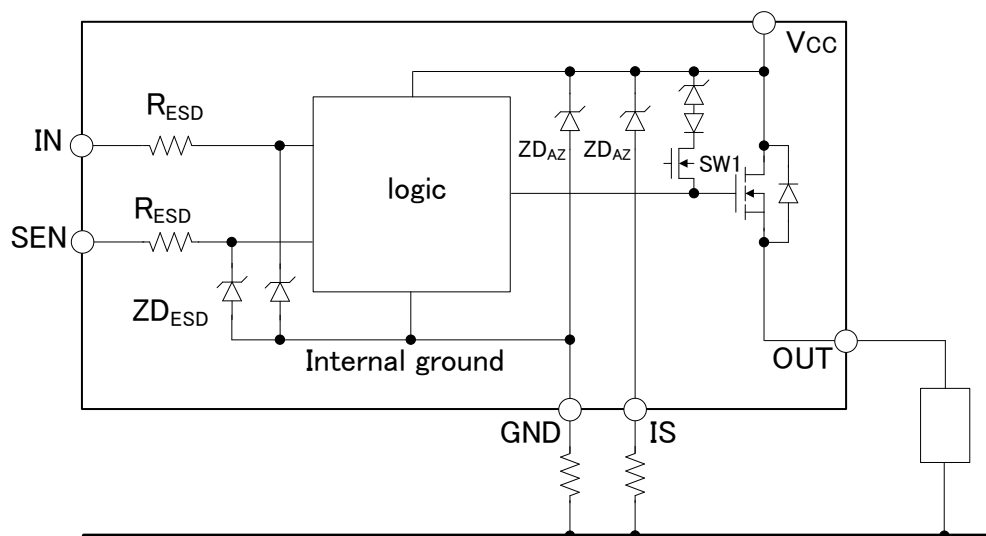 Vcc
RESD
IN
ZDAZ
ZDAZ
SW1
logic
RESD
SEN
ZDESD
Internal ground
OUT
GND
IS